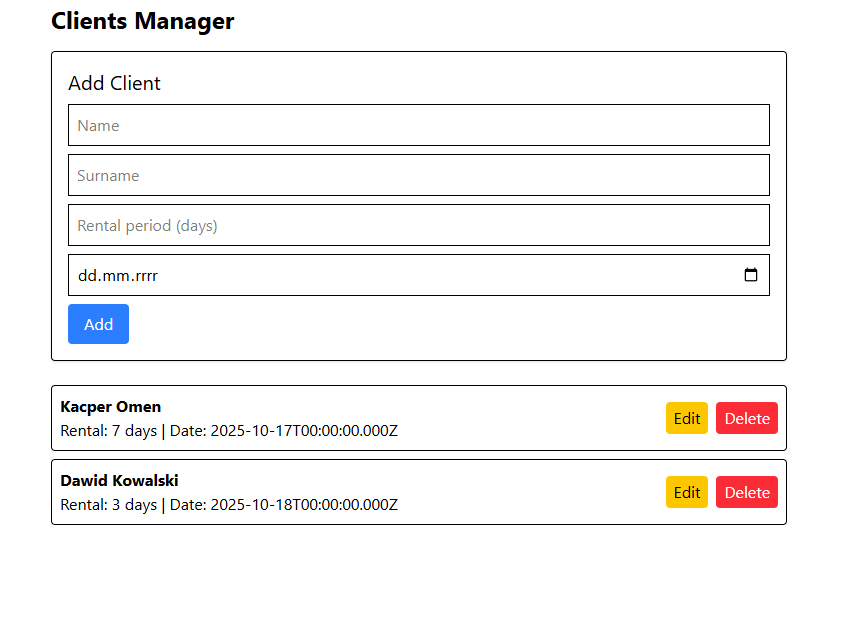 Clients Manager
Add Client
Name
Surname
Rental period (days)
dd.mm.rrrr
Add
Kacper Omen
Rental: 7 days | Date: 2025-10-17T00:00:00.000Z
Edit Delete
Dawid Kowalski
Rental: 3 days | Date: 2025-10-18T00:00:00.000Z
Edit Delete